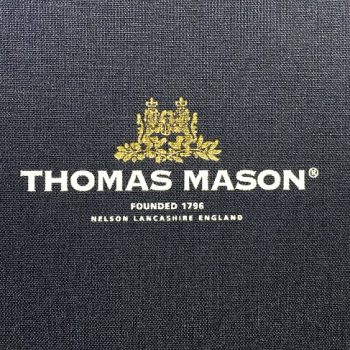 THOMAS MASON®
FOUNDED 1796
NELSON LANCASHIRE ENGLAND